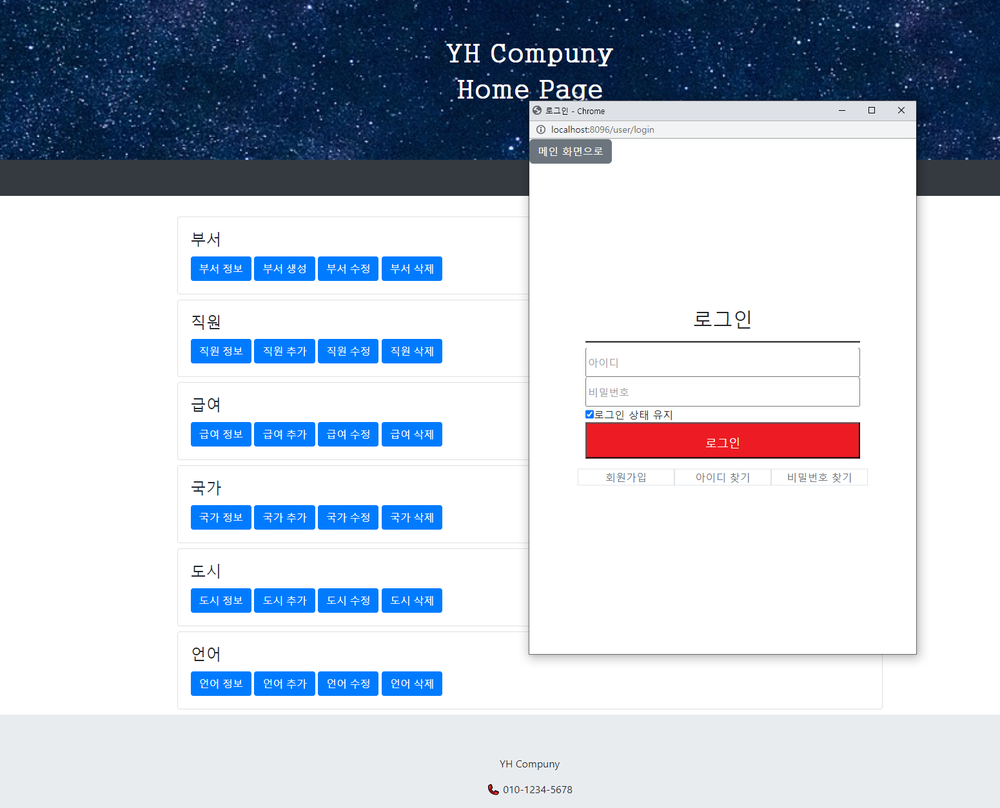 YH Compuny
Home Page
로그인 - Chrome
localhost:8096/user/login
메인 화면으로
로그인
아이디
비밀번호
로그인 상태 유지
로그인
회원가입 아이디 찾기 비밀번호 찾기
부서
부서 정보 부서 생성 부서 수정 부서 삭제
직원
직원 정보 직원 추가 직원 수정 직원 삭제
급여
급여 정보 급여 추가 급여 수정 급여 삭제
국가
국가 정보 국가 추가 국가 수정 국가 삭제
도시
도시 정보 도시 추가 도시 수정 도시 삭제
언어
언어 정보 언어 추가 언어 수정 언어 삭제
YH Compuny
010-1234-5678